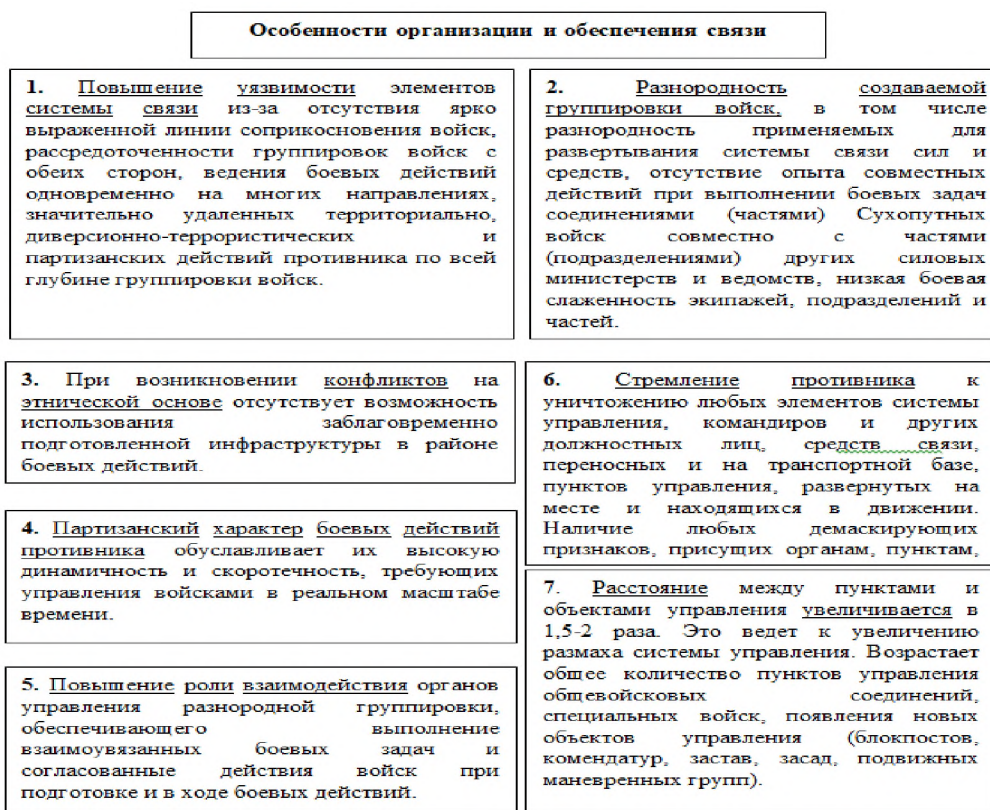 Особенности организации и обеспечения связи
1. Повышение уязвимости элементов
системы связи из-за отсутствия ярко
выраженной линии соприкосновения войск,
рассредоточенности группировок войск с
обеих сторон, ведения боевых действий
одновременно на многих направлениях,
значительно удаленных территориально,
диверсионно-террористических и
партизанских действий противника по всей
глубине группировки войск.
2. Разнородность создаваемой
группировки войск, в том числе
разнородность применяемых для
развертывания системы связи сил и
средств, отсутствие опыта совместных
действий при выполнении боевых задач
соединениями (частями) Сухопутных
войск совместно с частями
(подразделениями) других силовых
министерств и ведомств, низкая боевая
слаженность экипажей, подразделений и
частей.
3. При возникновении конфликтов на
этнической основе отсутствует возможность
использования заблаговременно
подготовленной инфраструктуры в районе
боевых действий.
4. Партизанский характер боевых действий
противника обуславливает их высокую
динамичность и скоротечность, требующих
управления войсками в реальном масштабе
времени.
5. Повышение роли взаимодействия органов
управления разнородной группировки,
обеспечивающего выполнение
взаимоувязанных боевых задач и
согласованные действия войск при
подготовке и в ходе боевых действий.
6. Стремление противника к
уничтожению любых элементов системы
управления, командиров и других
должностных лиц, средств связи,
переносных и на транспортной базе,
пунктов управления, развернутых на
месте и находящихся в движении.
Наличие любых демаскирующих
признаков, присущих органам, пунктам,
7. Расстояние между пунктами и
объектами управления увеличивается в
1,5-2 раза. Это ведет к увеличению
размаха системы управления. Возрастает
общее количество пунктов управления
общевойсковых соединений,
специальных войск, появления новых
объектов управления (блокпостов,
комендатур, застав, засад, подвижных
маневренных групп).